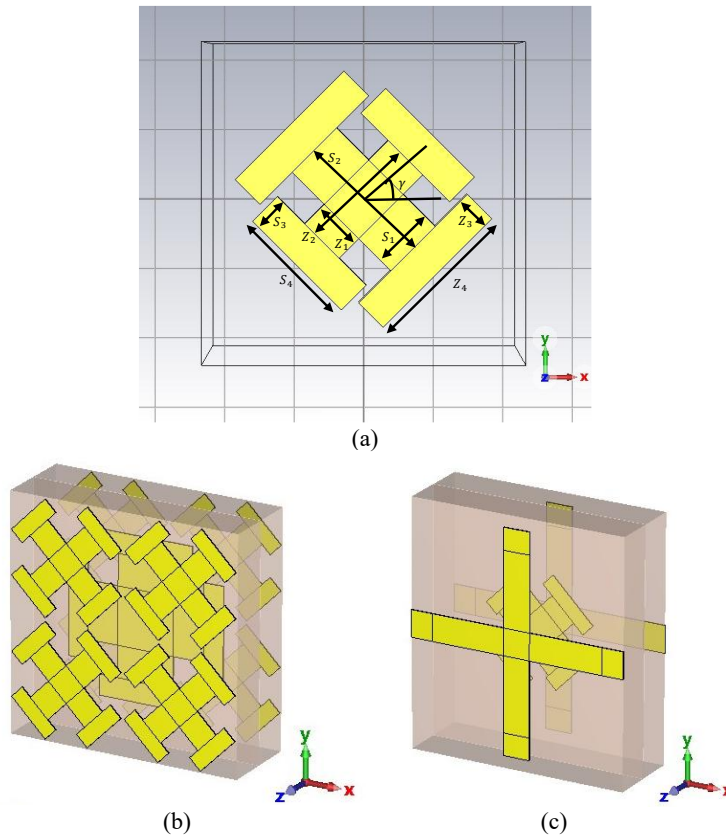 S₂
γ
S₃
Z₂
Z₁
S₁
Z₃
S₄
Z₄
y
z
x
(a)
y
z
x
y
z
x
(b)
(c)